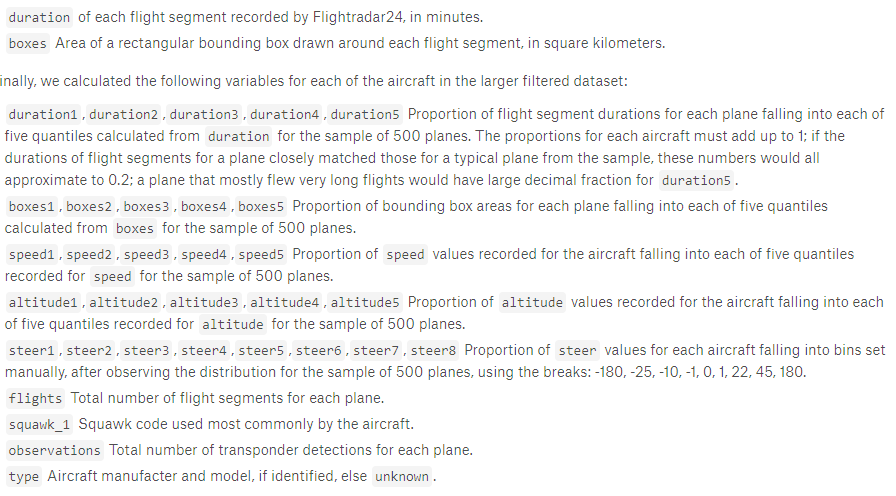 duration of each flight segment recorded by Flightradar24, in minutes.
boxes Area of a rectangular bounding box drawn around each flight segment, in square kilometers.
inally, we calculated the following variables for each of the aircraft in the larger filtered dataset:
duration1 , duration2 , duration3 , duration4 , duration5 Proportion of flight segment durations for each plane falling into each of
five quantiles calculated from duration for the sample of 500 planes. The proportions for each aircraft must add up to 1; if the
durations of flight segments for a plane closely matched those for a typical plane from the sample, these numbers would all
approximate to 0.2; a plane that mostly flew very long flights would have large decimal fraction for duration5 .
boxes1 , boxes2 , boxes3 , boxes4 , boxes5 Proportion of bounding box areas for each plane falling into each of five quantiles
calculated from boxes for the sample of 500 planes.
speed1 , speed2 , speed3 , speed4 , speed5 Proportion of speed values recorded for the aircraft falling into each of five quantiles
recorded for speed for the sample of 500 planes.
altitude1 , altitude2 , altitude3 , altitude4 , altitude5 Proportion of altitude values recorded for the aircraft falling into each
of five quantiles recorded for altitude for the sample of 500 planes.
steer1 , steer2 , steer3 , steer4 , steer5 , steer6 , steer7 , steer8 Proportion of steer values for each aircraft falling into bins set
manually, after observing the distribution for the sample of 500 planes, using the breaks: -180, -25, -10, -1, 0, 1, 22, 45, 180.
flights Total number of flight segments for each plane.
squawk_1 Squawk code used most commonly by the aircraft.
observations Total number of transponder detections for each plane.
type Aircraft manufacter and model, if identified, else unknown .